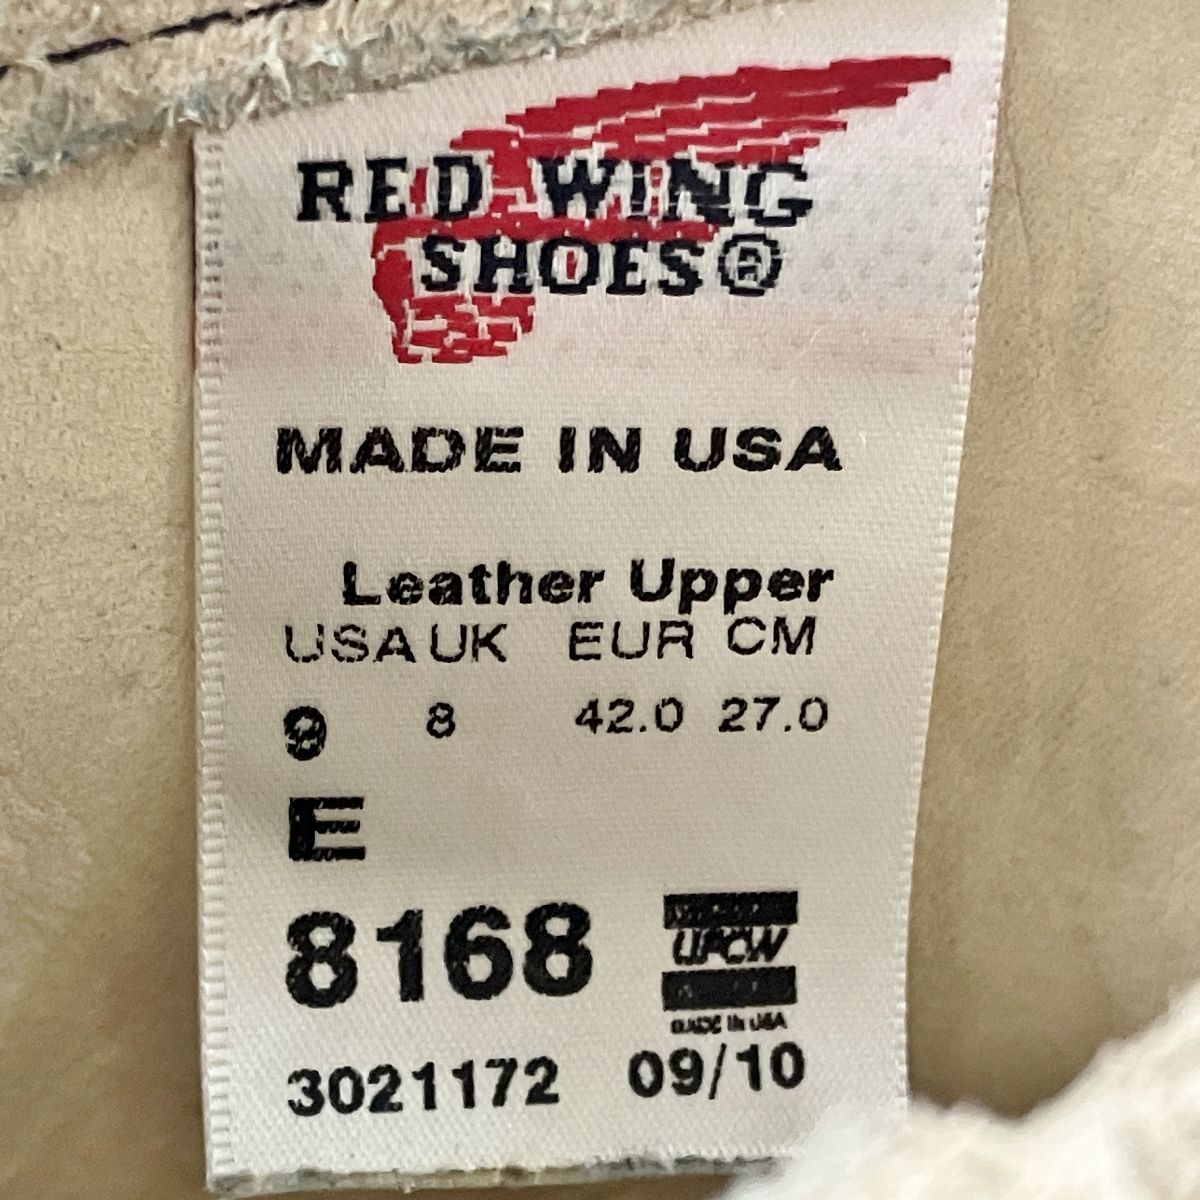 RED WING
SHOES®
MADE IN USA
Leather Upper
USA UK EUR CM
9 8 42.0 27.0
E
8168
UFCW
MADE IN USA
3021172 09/10